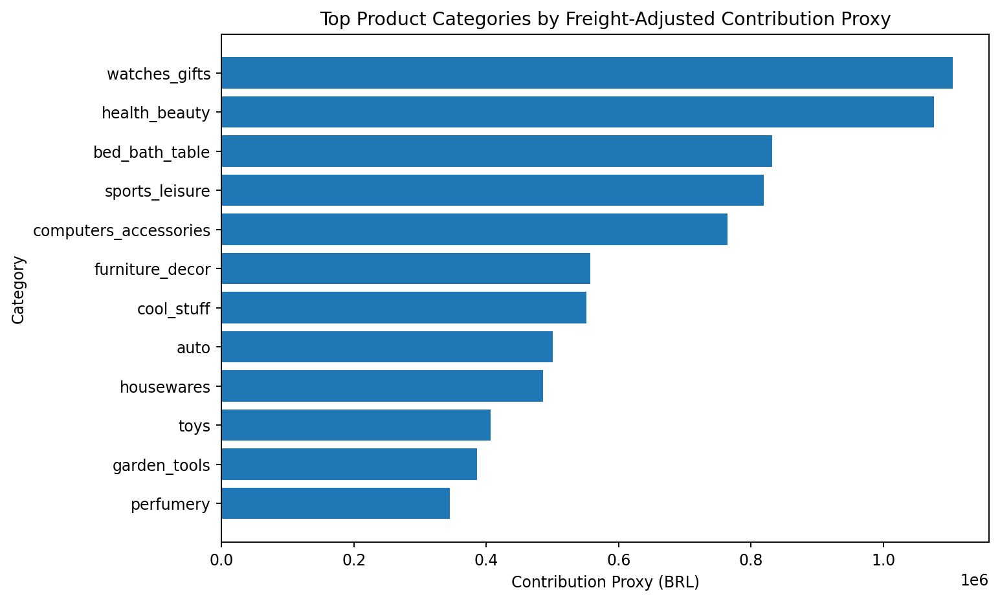 Top Product Categories by Freight-Adjusted Contribution Proxy
Category
watches_gifts
health_beauty
bed_bath_table
sports_leisure
computers_accessories
furniture_decor
cool_stuff
auto
housewares
toys
garden_tools
perfumery
0.0 0.2 0.4 0.6 0.8 1.0
1e6
Contribution Proxy (BRL)